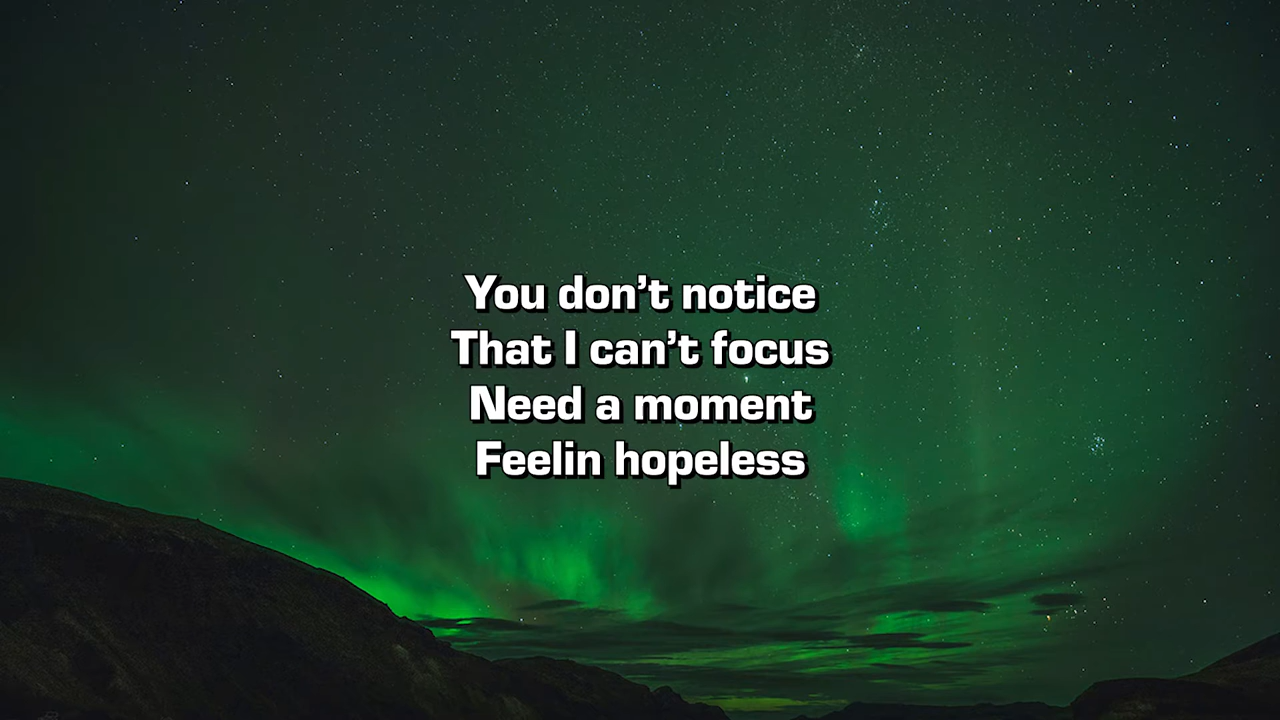 You don’t notice
That I can’t focus
Need a moment
Feelin hopeless